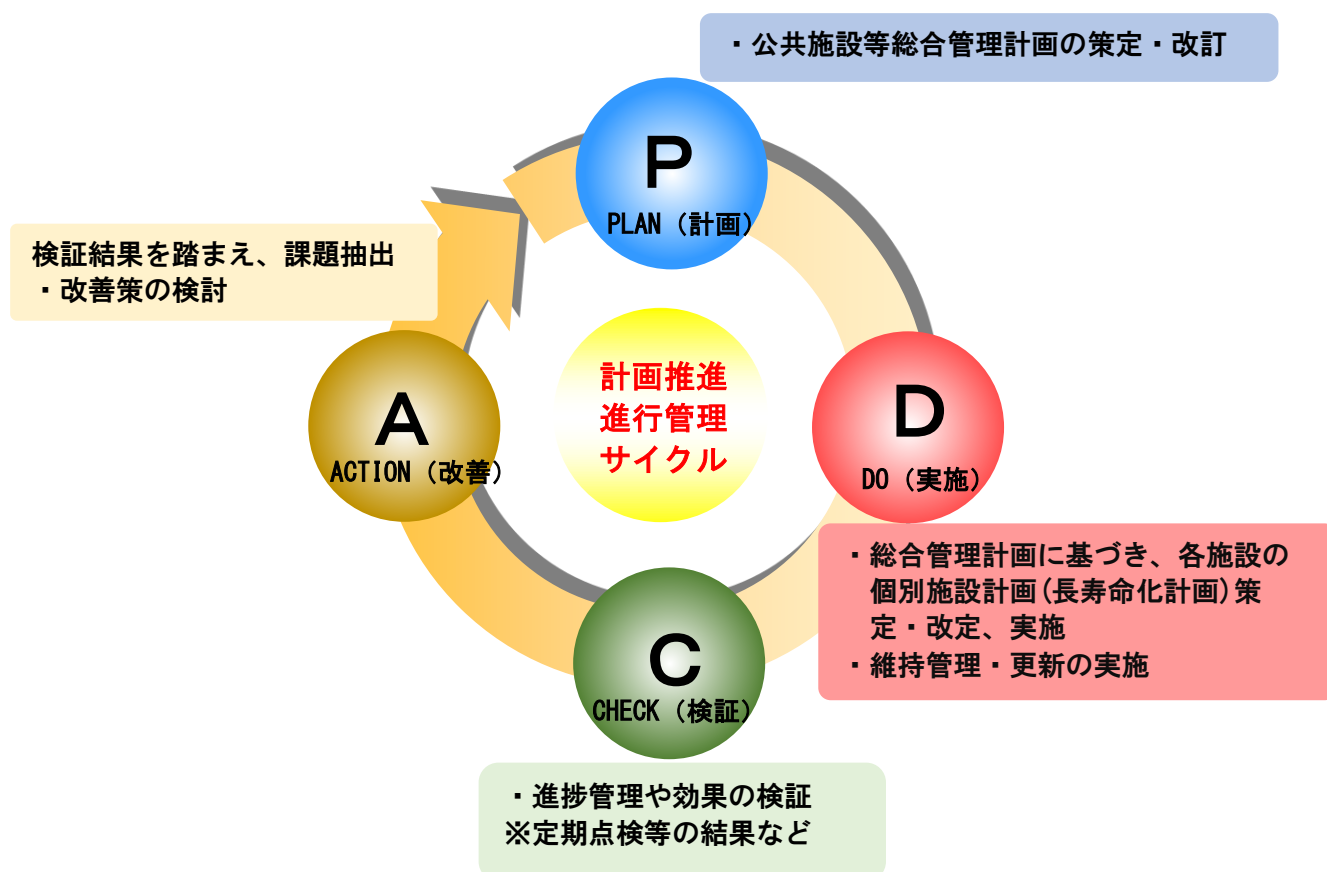 ・公共施設等総合管理計画の策定・改訂
P
PLAN（計画）
検証結果を踏まえ、課題抽出
・改善策の検討
計画推進
進行管理
サイクル
A
ACTION（改善）
D
DO（実施）
・総合管理計画に基づき、各施設の
個別施設計画(長寿命化計画)策
定・改定、実施
・維持管理・更新の実施
C
CHECK（検証）
・進捗管理や効果の検証
※定期点検等の結果など